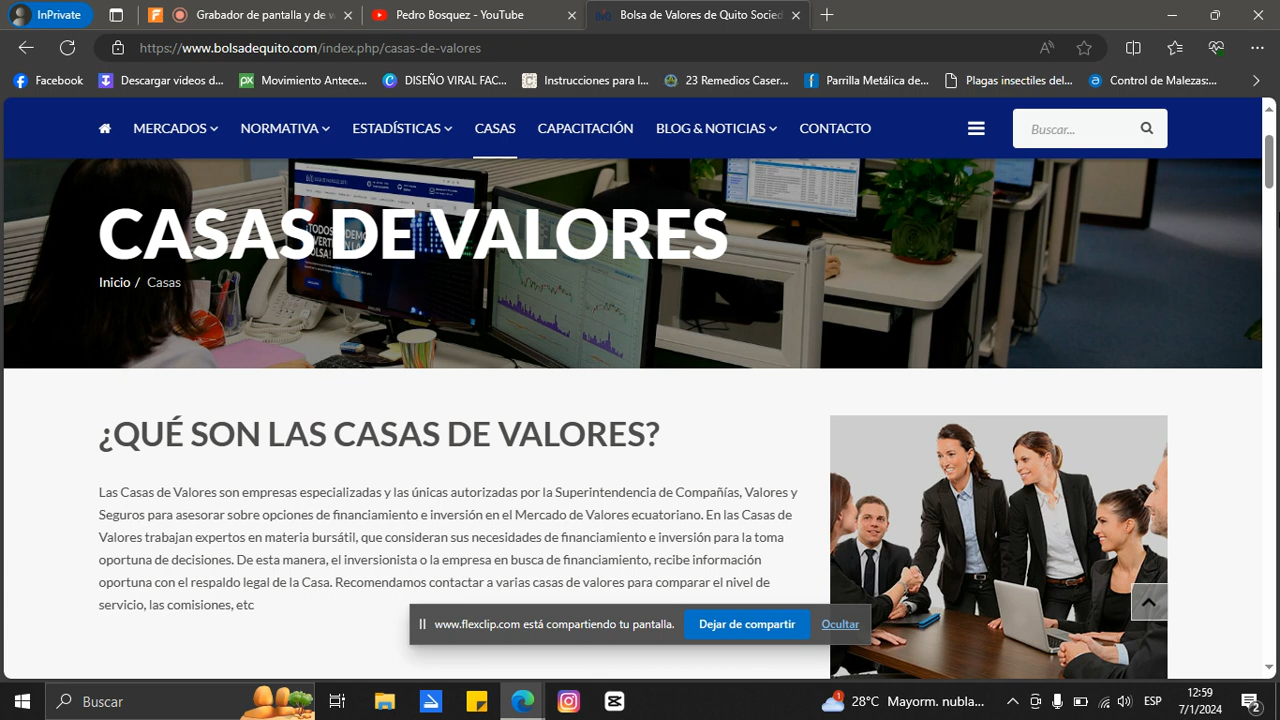 InPrivate
Grabador de pantalla y de w
Pedro Bosquez - YouTube
Bolsa de Valores de Quito Socied
https://www.bolsadequito.com/index.php/casas-de-valores
Facebook
Descargar videos d...
Movimiento Antece...
DISEÑO VIRAL FAC...
Instrucciones para l...
23 Remedios Caser...
Parrilla Metálica de...
Plagas insectiles del...
Control de Malezas:...
MERCADOS
NORMATIVA
ESTADÍSTICAS
CASAS
CAPACITACIÓN
BLOG & NOTICIAS
CONTACTO
Buscar...
CASAS DE VALORES
Inicio / Casas
¿QUÉ SON LAS CASAS DE VALORES?
Las Casas de Valores son empresas especializadas y las únicas autorizadas por la Superintendencia de Compañías, Valores y
Seguros para asesorar sobre opciones de financiamiento e inversión en el Mercado de Valores ecuatoriano. En las Casas de
Valores trabajan expertos en materia bursátil, que consideran sus necesidades de financiamiento e inversión para la toma
oportuna de decisiones. De esta manera, el inversionista o la empresa en busca de financiamiento, recibe información
oportuna con el respaldo legal de la Casa. Recomendamos contactar a varias casas de valores para comparar el nivel de
servicio, las comisiones, etc
www.flexclip.com está compartiendo tu pantalla.
Dejar de compartir
Ocultar
Buscar
28°C Mayorm. nubla...
ESP
12:59
7/1/2024